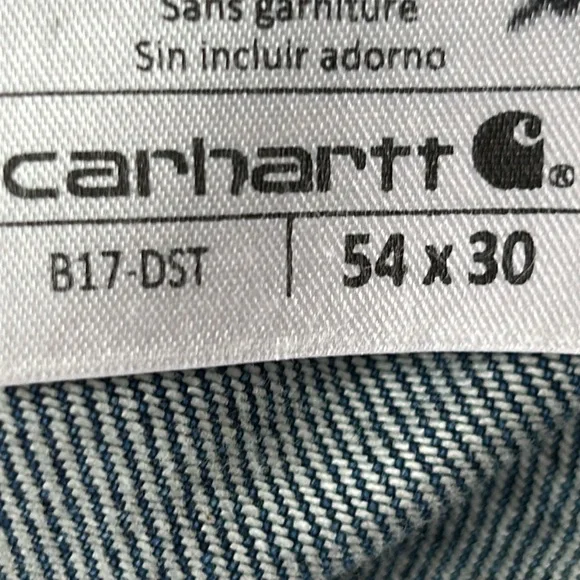 Sans garniture
Sin incluir adorno
carhartt ®
B17-DST
54 x 30